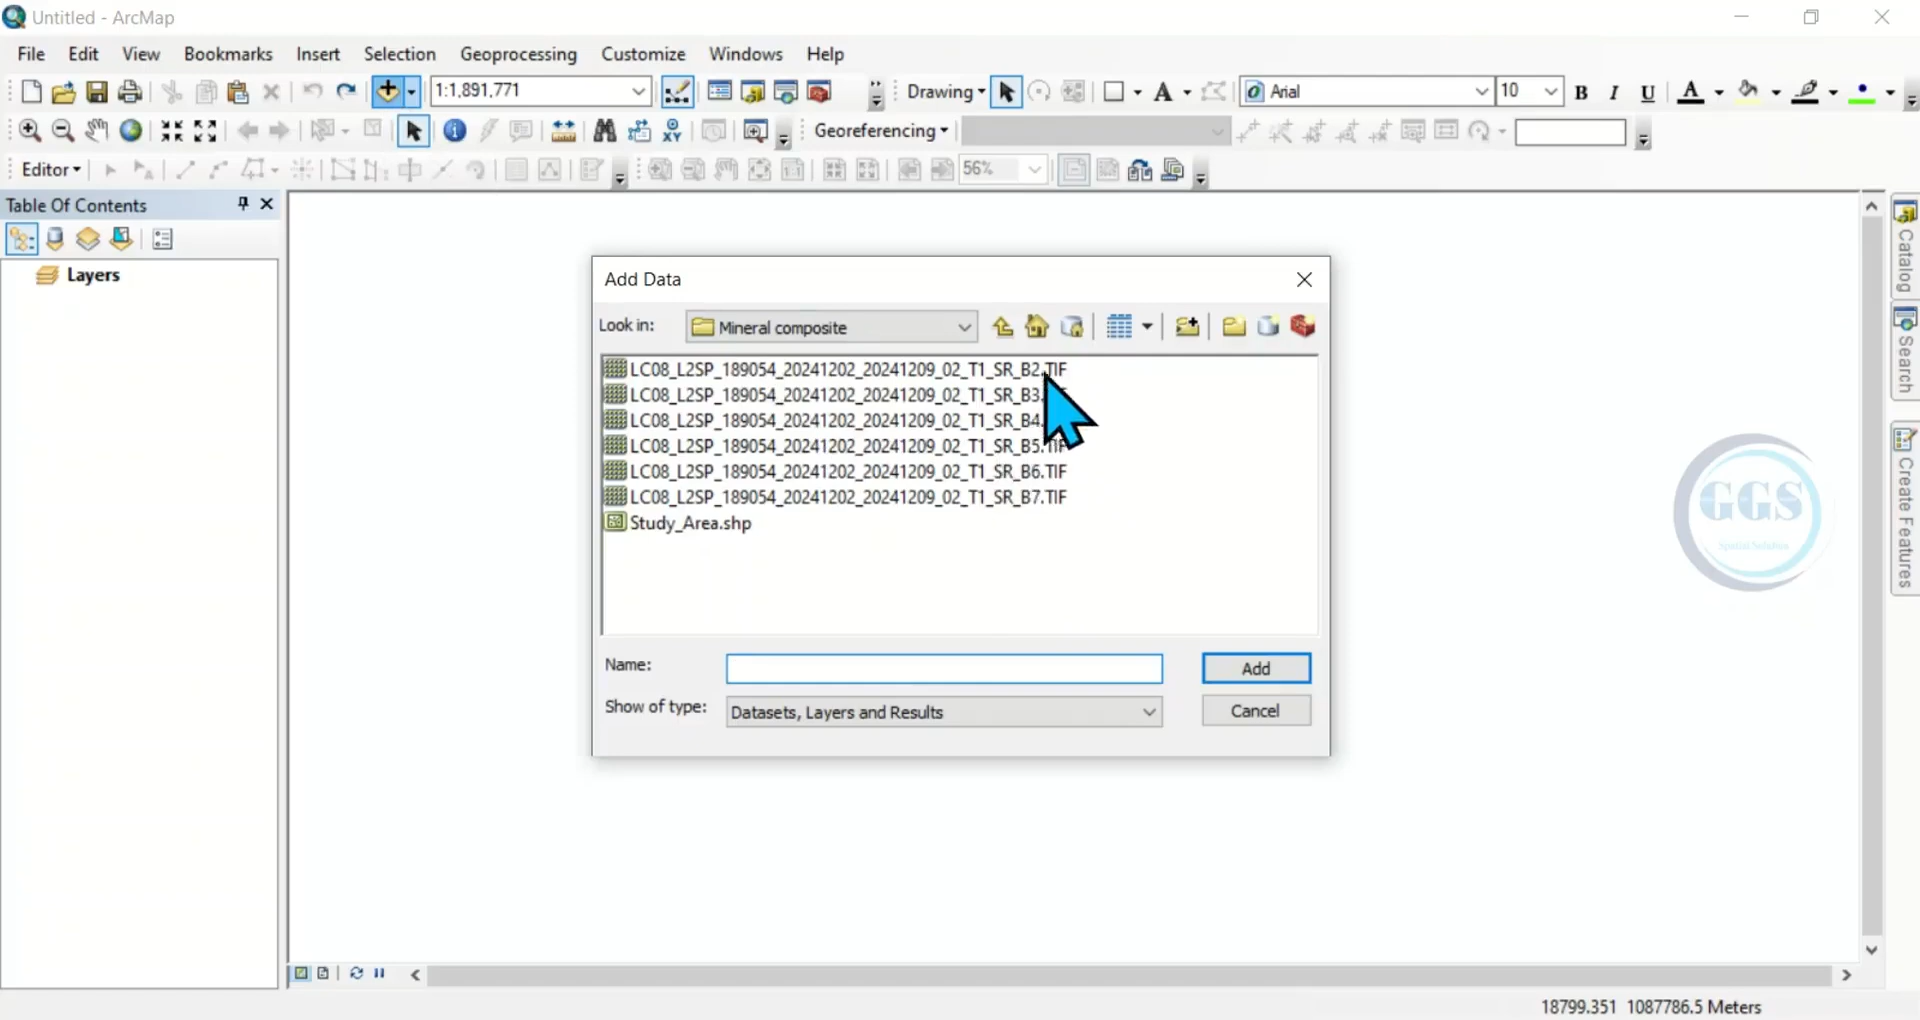 Untitled - ArcMap
File Edit View Bookmarks Insert Selection Geoprocessing Customize Windows Help
1:1,891,771
Drawing
A
Arial
10
B I U A
Georeferencing
Editor
56%
Table Of Contents
Layers
Catalog
Search
Create Features
Add Data
Look in: Mineral composite
LC08_L2SP_189054_20241202_20241209_02_T1_SR_B2.TIF
LC08_L2SP_189054_20241202_20241209_02_T1_SR_B3.
LC08_L2SP_189054_20241202_20241209_02_T1_SR_B4.
LC08_L2SP_189054_20241202_20241209_02_T1_SR_B5.TIF
LC08_L2SP_189054_20241202_20241209_02_T1_SR_B6.TIF
LC08_L2SP_189054_20241202_20241209_02_T1_SR_B7.TIF
Study_Area.shp
Name:
Add
Show of type: Datasets, Layers and Results
Cancel
GGS
Spatial Solution
18799.351 1087786.5 Meters